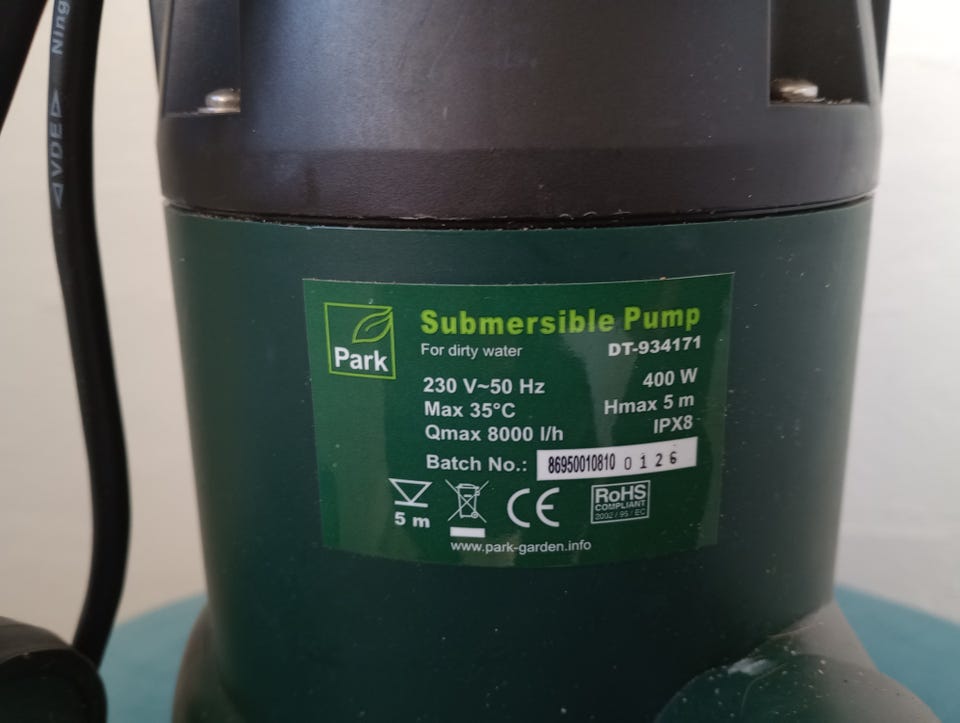 VDE Ning
Park
Submersible Pump
For dirty water DT-934171
230 V~50 Hz 400 W
Max 35°C Hmax 5 m
Qmax 8000 l/h IPX8
Batch No.: 86950010810 0126
5 m
CE
RoHS
COMPLIANT
2002/95/EC
www.park-garden.info